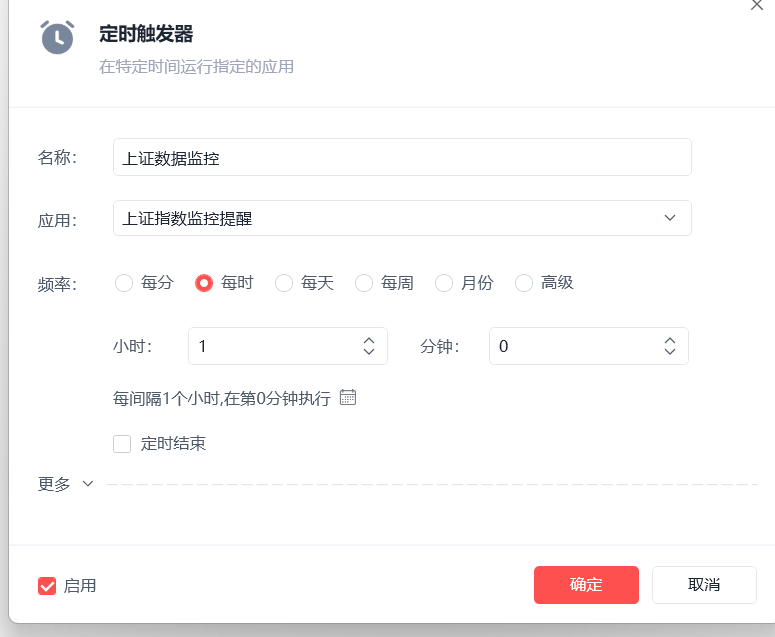 定时触发器
在特定时间运行指定的应用
名称： 上证数据监控
应用： 上证指数监控提醒
频率： 每分 每时 每天 每周 月份 高级
小时： 1 分钟： 0
每间隔1个小时,在第0分钟执行
定时结束
更多
启用 确定 取消